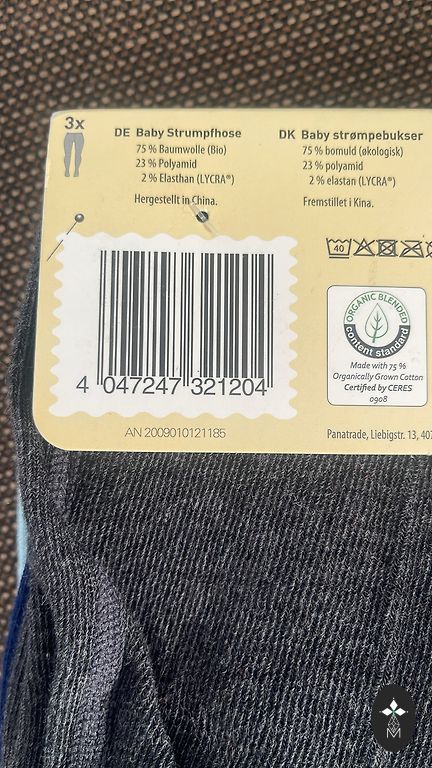 3x
DE Baby Strumpfhose
75 % Baumwolle (Bio)
23 % Polyamid
2 % Elasthan (LYCRA®)
Hergestellt in China.
DK Baby strømpebukser
75 % bomuld (økologisk)
23 % polyamid
2 % elastan (LYCRA®)
Fremstillet i Kina.
40
4 047247 321204
AN 2009010121185
ORGANIC BLENDED
content standard
Made with 75 %
Organically Grown Cotton
Certified by CERES
0908
Panatrade, Liebigstr. 13, 407
M